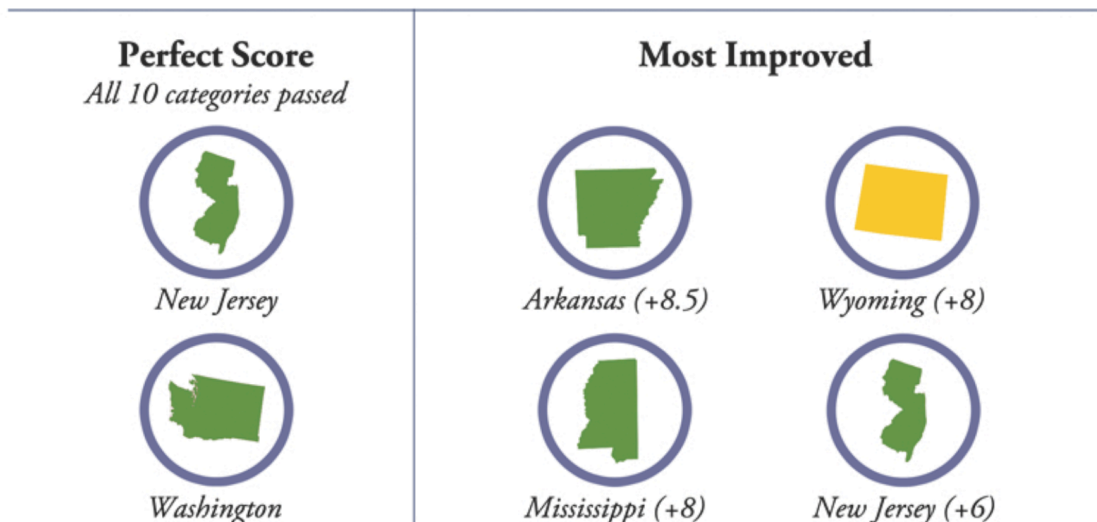 Perfect Score
All 10 categories passed
New Jersey
Washington
Most Improved
Arkansas (+8.5)
Wyoming (+8)
Mississippi (+8)
New Jersey (+6)